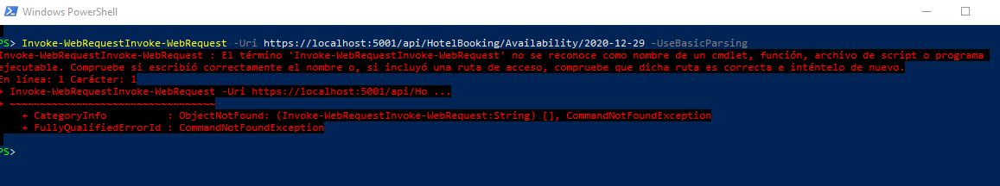 Windows PowerShell
PS> Invoke-WebRequestInvoke-WebRequest -Uri https://localhost:5001/api/HotelBooking/Availability/2020-12-29 -UseBasicParsing
Invoke-WebRequestInvoke-WebRequest : El término 'Invoke-WebRequestInvoke-WebRequest' no se reconoce como nombre de un cmdlet, función, archivo de script o programa
ejecutable. Compruebe si escribió correctamente el nombre o, si incluyó una ruta de acceso, compruebe que dicha ruta es correcta e inténtelo de nuevo.
En línea: 1 Carácter: 1
+ Invoke-WebRequestInvoke-WebRequest -Uri https://localhost:5001/api/Ho ...
+ ~~~~~~~~~~~~~~~~~~~~~~~~~~~~~~~~~~
    + CategoryInfo          : ObjectNotFound: (Invoke-WebRequestInvoke-WebRequest:String) [], CommandNotFoundException
    + FullyQualifiedErrorId : CommandNotFoundException
PS>